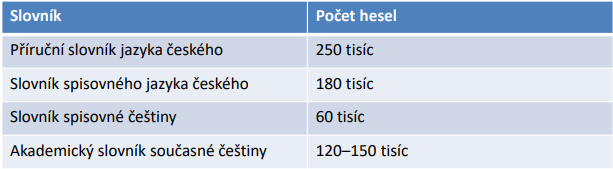 Slovník Počet hesel
Příruční slovník jazyka českého 250 tisíc
Slovník spisovného jazyka českého 180 tisíc
Slovník spisovné češtiny 60 tisíc
Akademický slovník současné češtiny 120–150 tisíc